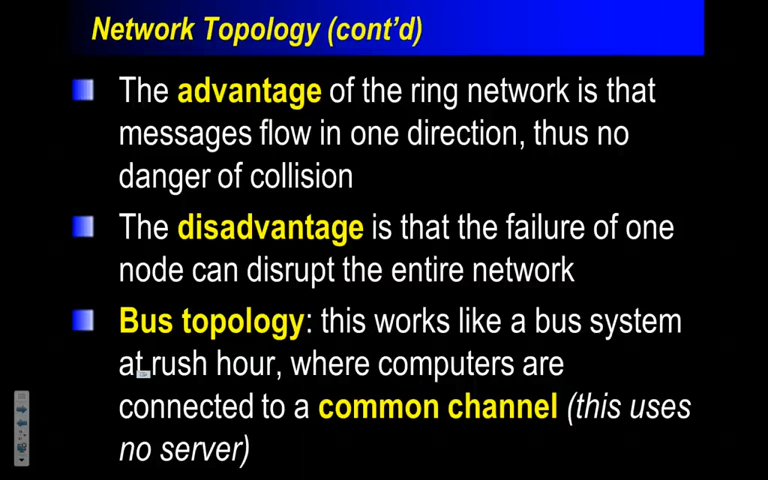 Network Topology (cont’d)
The advantage of the ring network is that
messages flow in one direction, thus no
danger of collision
The disadvantage is that the failure of one
node can disrupt the entire network
Bus topology: this works like a bus system
at rush hour, where computers are
connected to a common channel (this uses
no server)